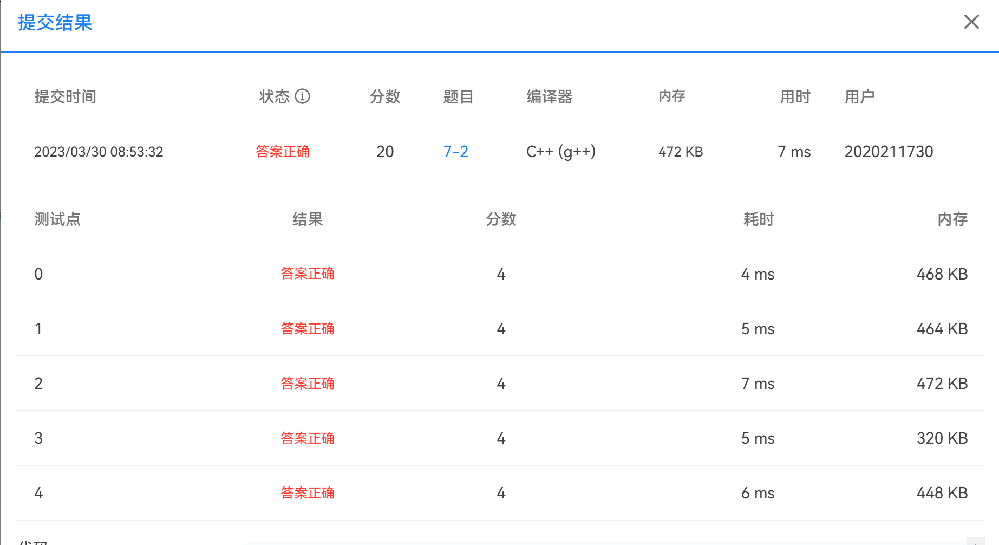 提交结果
提交时间 状态 分数 题目 编译器 内存 用时 用户
2023/03/30 08:53:32 答案正确 20 7-2 C++ (g++) 472 KB 7 ms 2020211730
测试点 结果 分数 耗时 内存
0 答案正确 4 4 ms 468 KB
1 答案正确 4 5 ms 464 KB
2 答案正确 4 7 ms 472 KB
3 答案正确 4 5 ms 320 KB
4 答案正确 4 6 ms 448 KB
代码